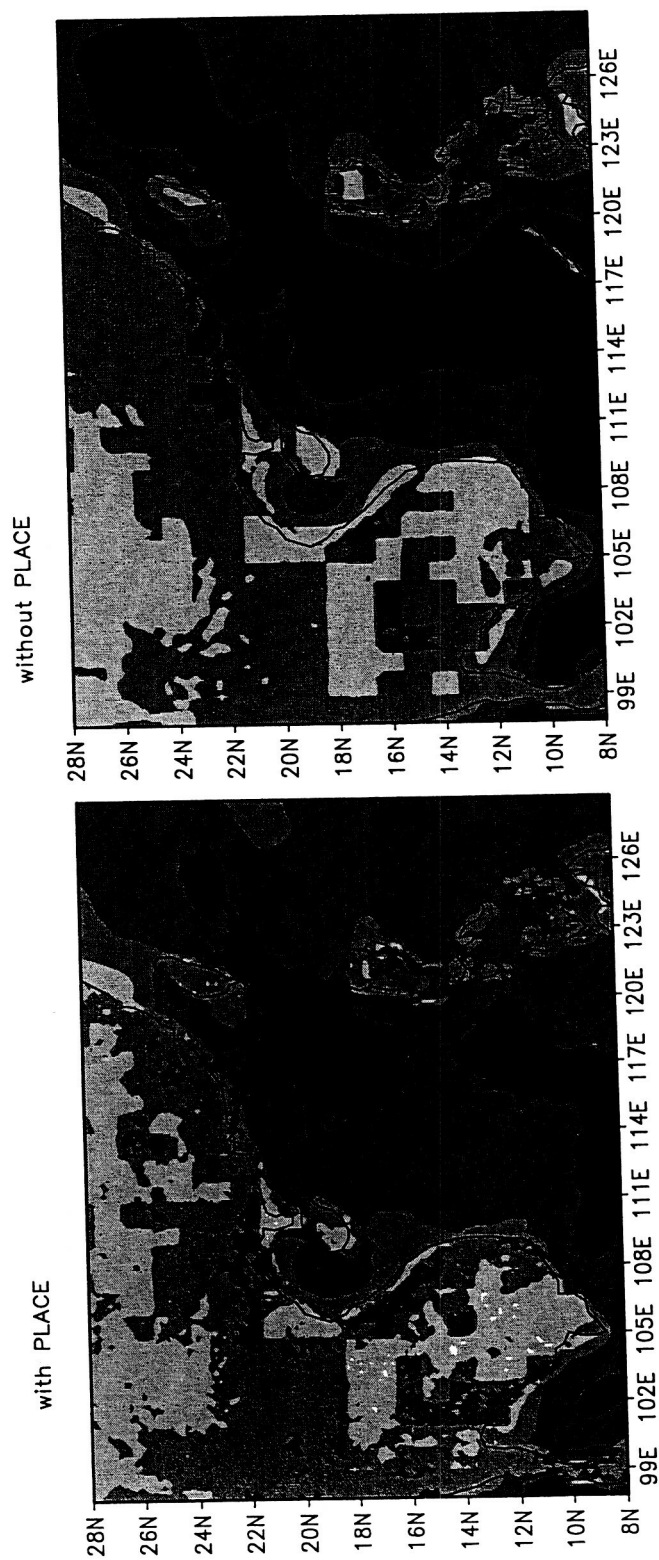 without PLACE
28N
26N
24N
22N
20N
18N
16N
14N
12N
10N
8N
99E 102E 105E 108E 111E 114E 117E 120E 123E 126E
with PLACE
28N
26N
24N
22N
20N
18N
16N
14N
12N
10N
8N
99E 102E 105E 108E 111E 114E 117E 120E 123E 126E